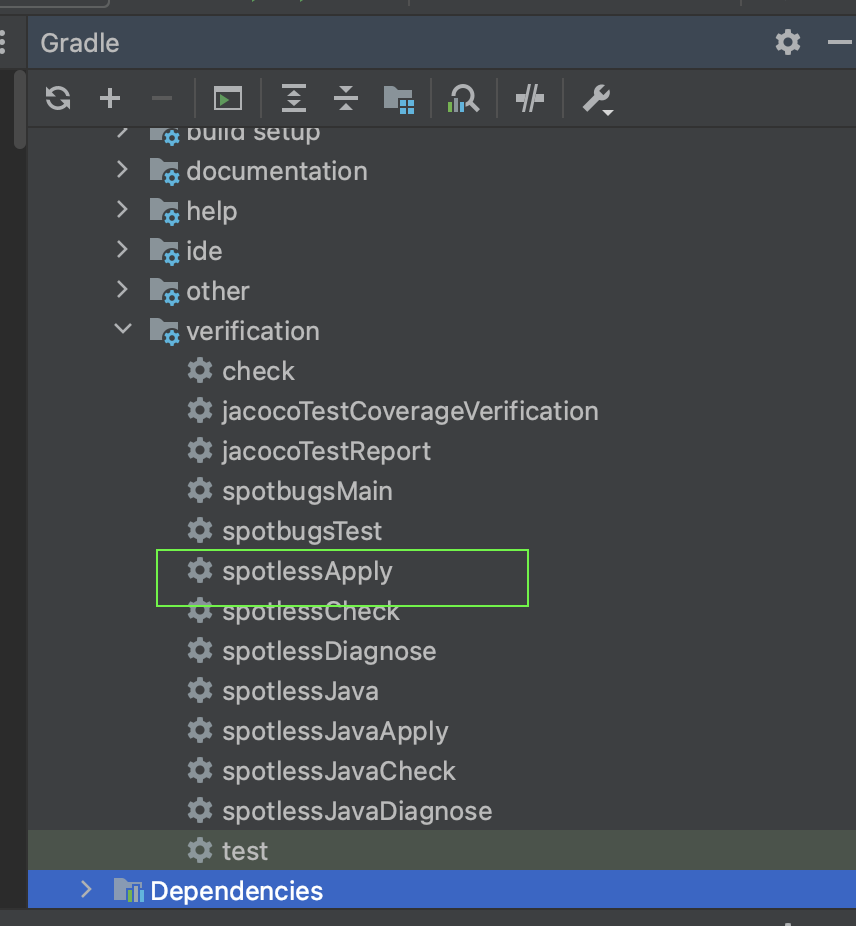 Gradle
build setup
documentation
help
ide
other
verification
check
jacocoTestCoverageVerification
jacocoTestReport
spotbugsMain
spotbugsTest
spotlessApply
spotlessCheck
spotlessDiagnose
spotlessJava
spotlessJavaApply
spotlessJavaCheck
spotlessJavaDiagnose
test
Dependencies